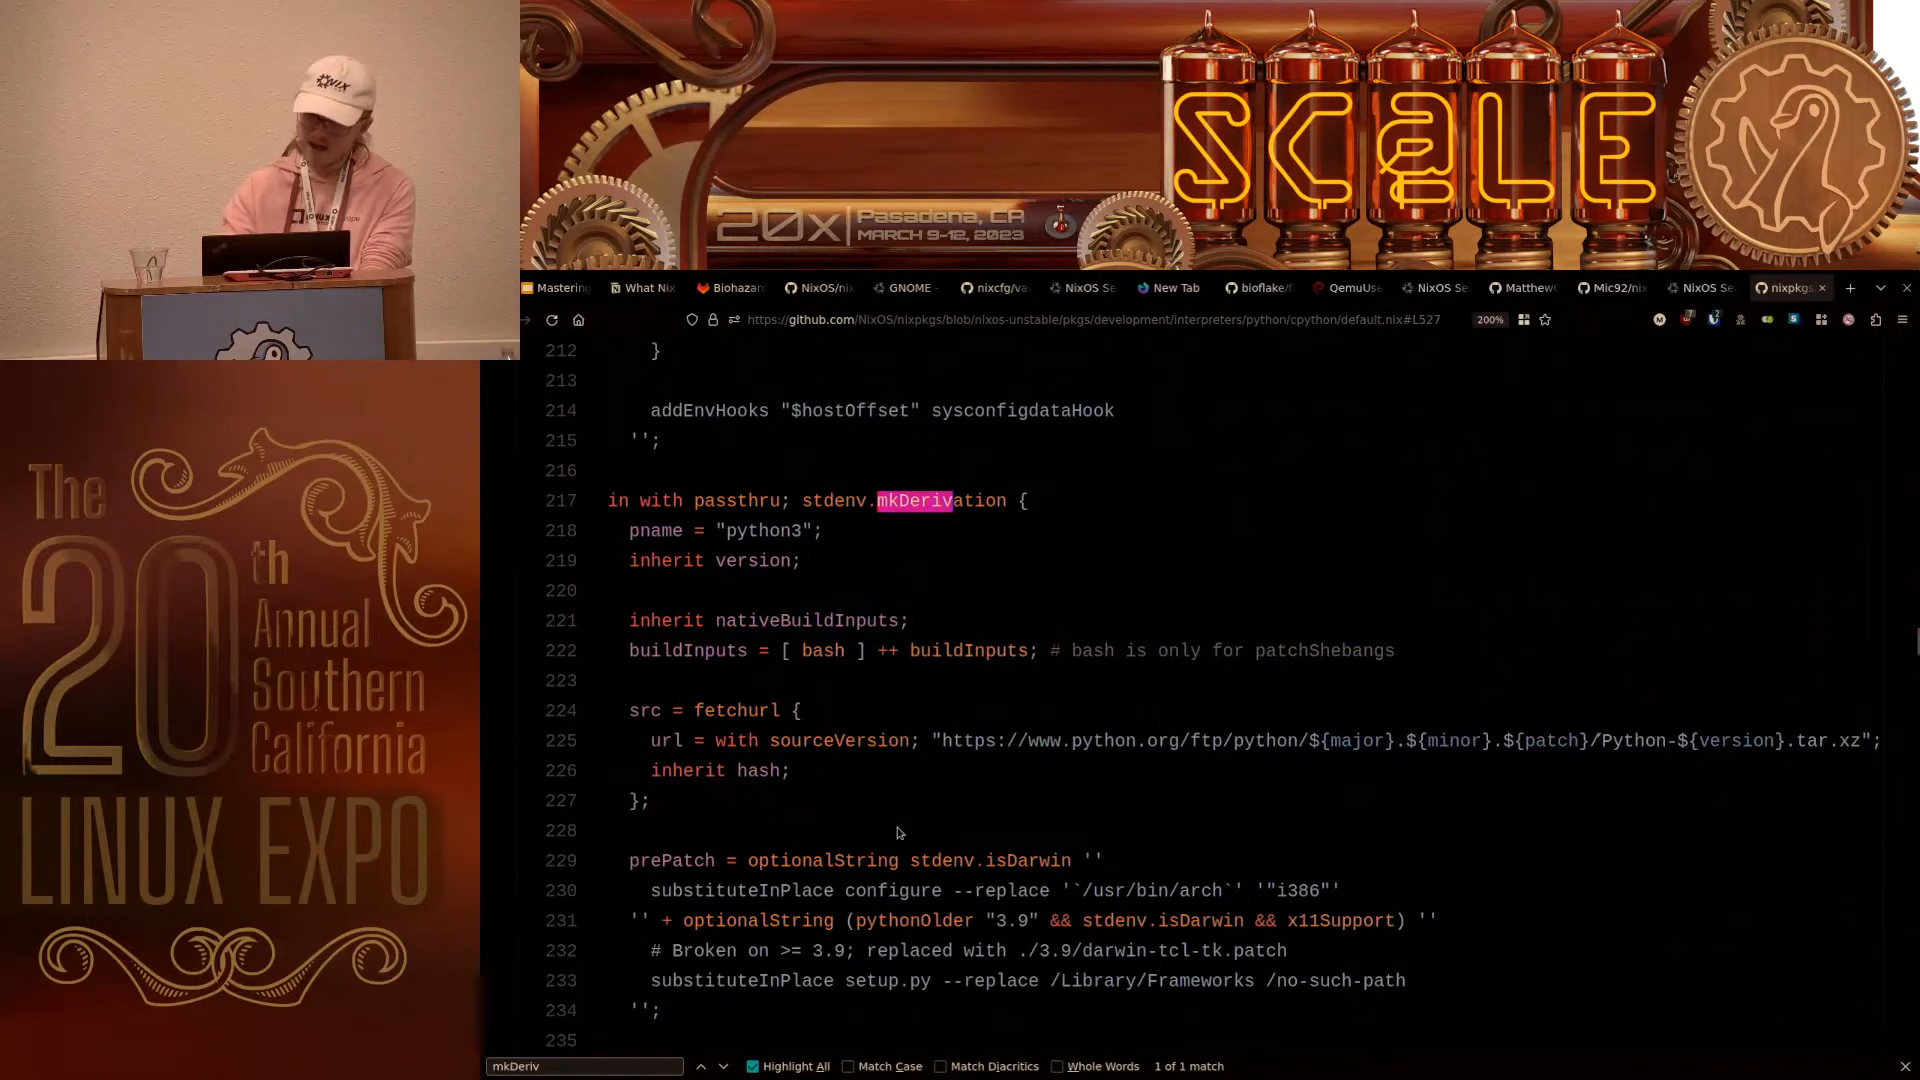 NIX
SCaLE
20x
Pasadena, CA
MARCH 9-12, 2023
The
20th
Annual
Southern
California
LINUX EXPO
Mastering
What Nix
Biohazard
NixOS/nix
GNOME -
nixcfg/va
NixOS Se
New Tab
bioflake/f
QemuUse
NixOS Se
MatthewC
Mic92/nix
NixOS Se
nixpkgs
https://github.com/NixOS/nixpkgs/blob/nixos-unstable/pkgs/development/interpreters/python/cpython/default.nix#L527
200%
212 }
213
214 addEnvHooks "$hostOffset" sysconfigdataHook
215 '';
216
217 in with passthru; stdenv.mkDerivation {
218 pname = "python3";
219 inherit version;
220
221 inherit nativeBuildInputs;
222 buildInputs = [ bash ] ++ buildInputs; # bash is only for patchShebangs
223
224 src = fetchurl {
225 url = with sourceVersion; "https://www.python.org/ftp/python/${major}.${minor}.${patch}/Python-${version}.tar.xz";
226 inherit hash;
227 };
228
229 prePatch = optionalString stdenv.isDarwin ''
230 substituteInPlace configure --replace '`/usr/bin/arch`' '"i386"'
231 '' + optionalString (pythonOlder "3.9" && stdenv.isDarwin && x11Support) ''
232 # Broken on >= 3.9; replaced with ./3.9/darwin-tcl-tk.patch
233 substituteInPlace setup.py --replace /Library/Frameworks /no-such-path
234 '';
235
mkDeriv
Highlight All
Match Case
Match Diacritics
Whole Words
1 of 1 match